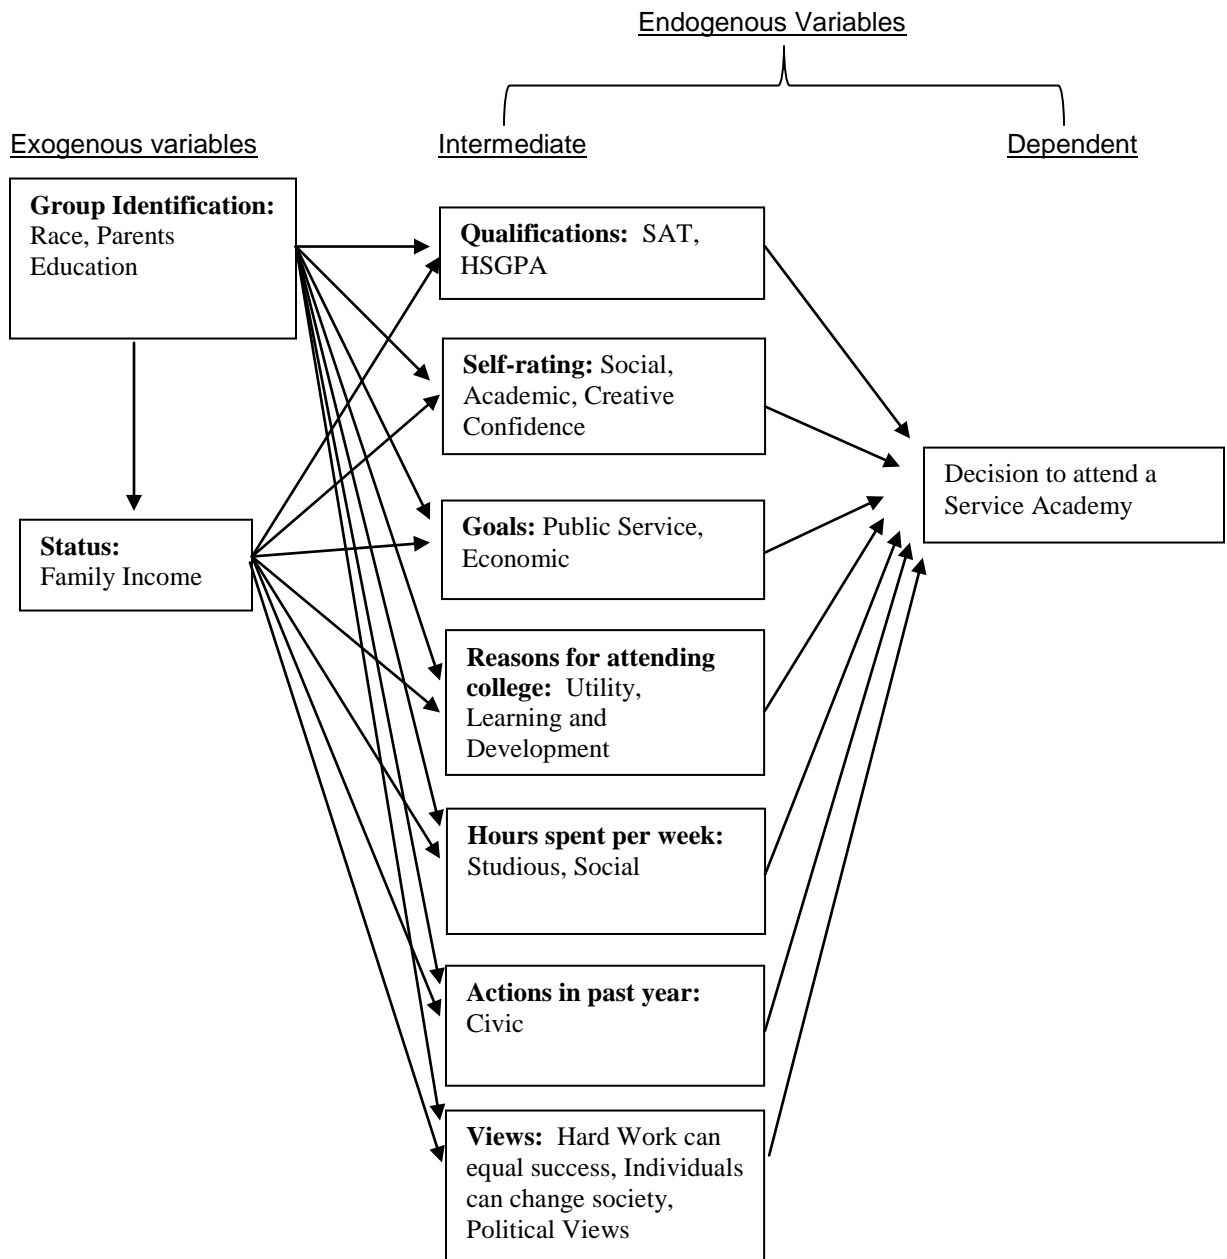 Endogenous Variables
Exogenous variables
Intermediate
Dependent
Group Identification:
Race, Parents
Education
Status:
Family Income
Qualifications:  SAT,
HSGPA
Self-rating: Social,
Academic, Creative
Confidence
Goals: Public Service,
Economic
Reasons for attending
college:  Utility,
Learning and
Development
Hours spent per week:
Studious, Social
Actions in past year:
Civic
Views:  Hard Work can
equal success, Individuals
can change society,
Political Views
Decision to attend a
Service Academy